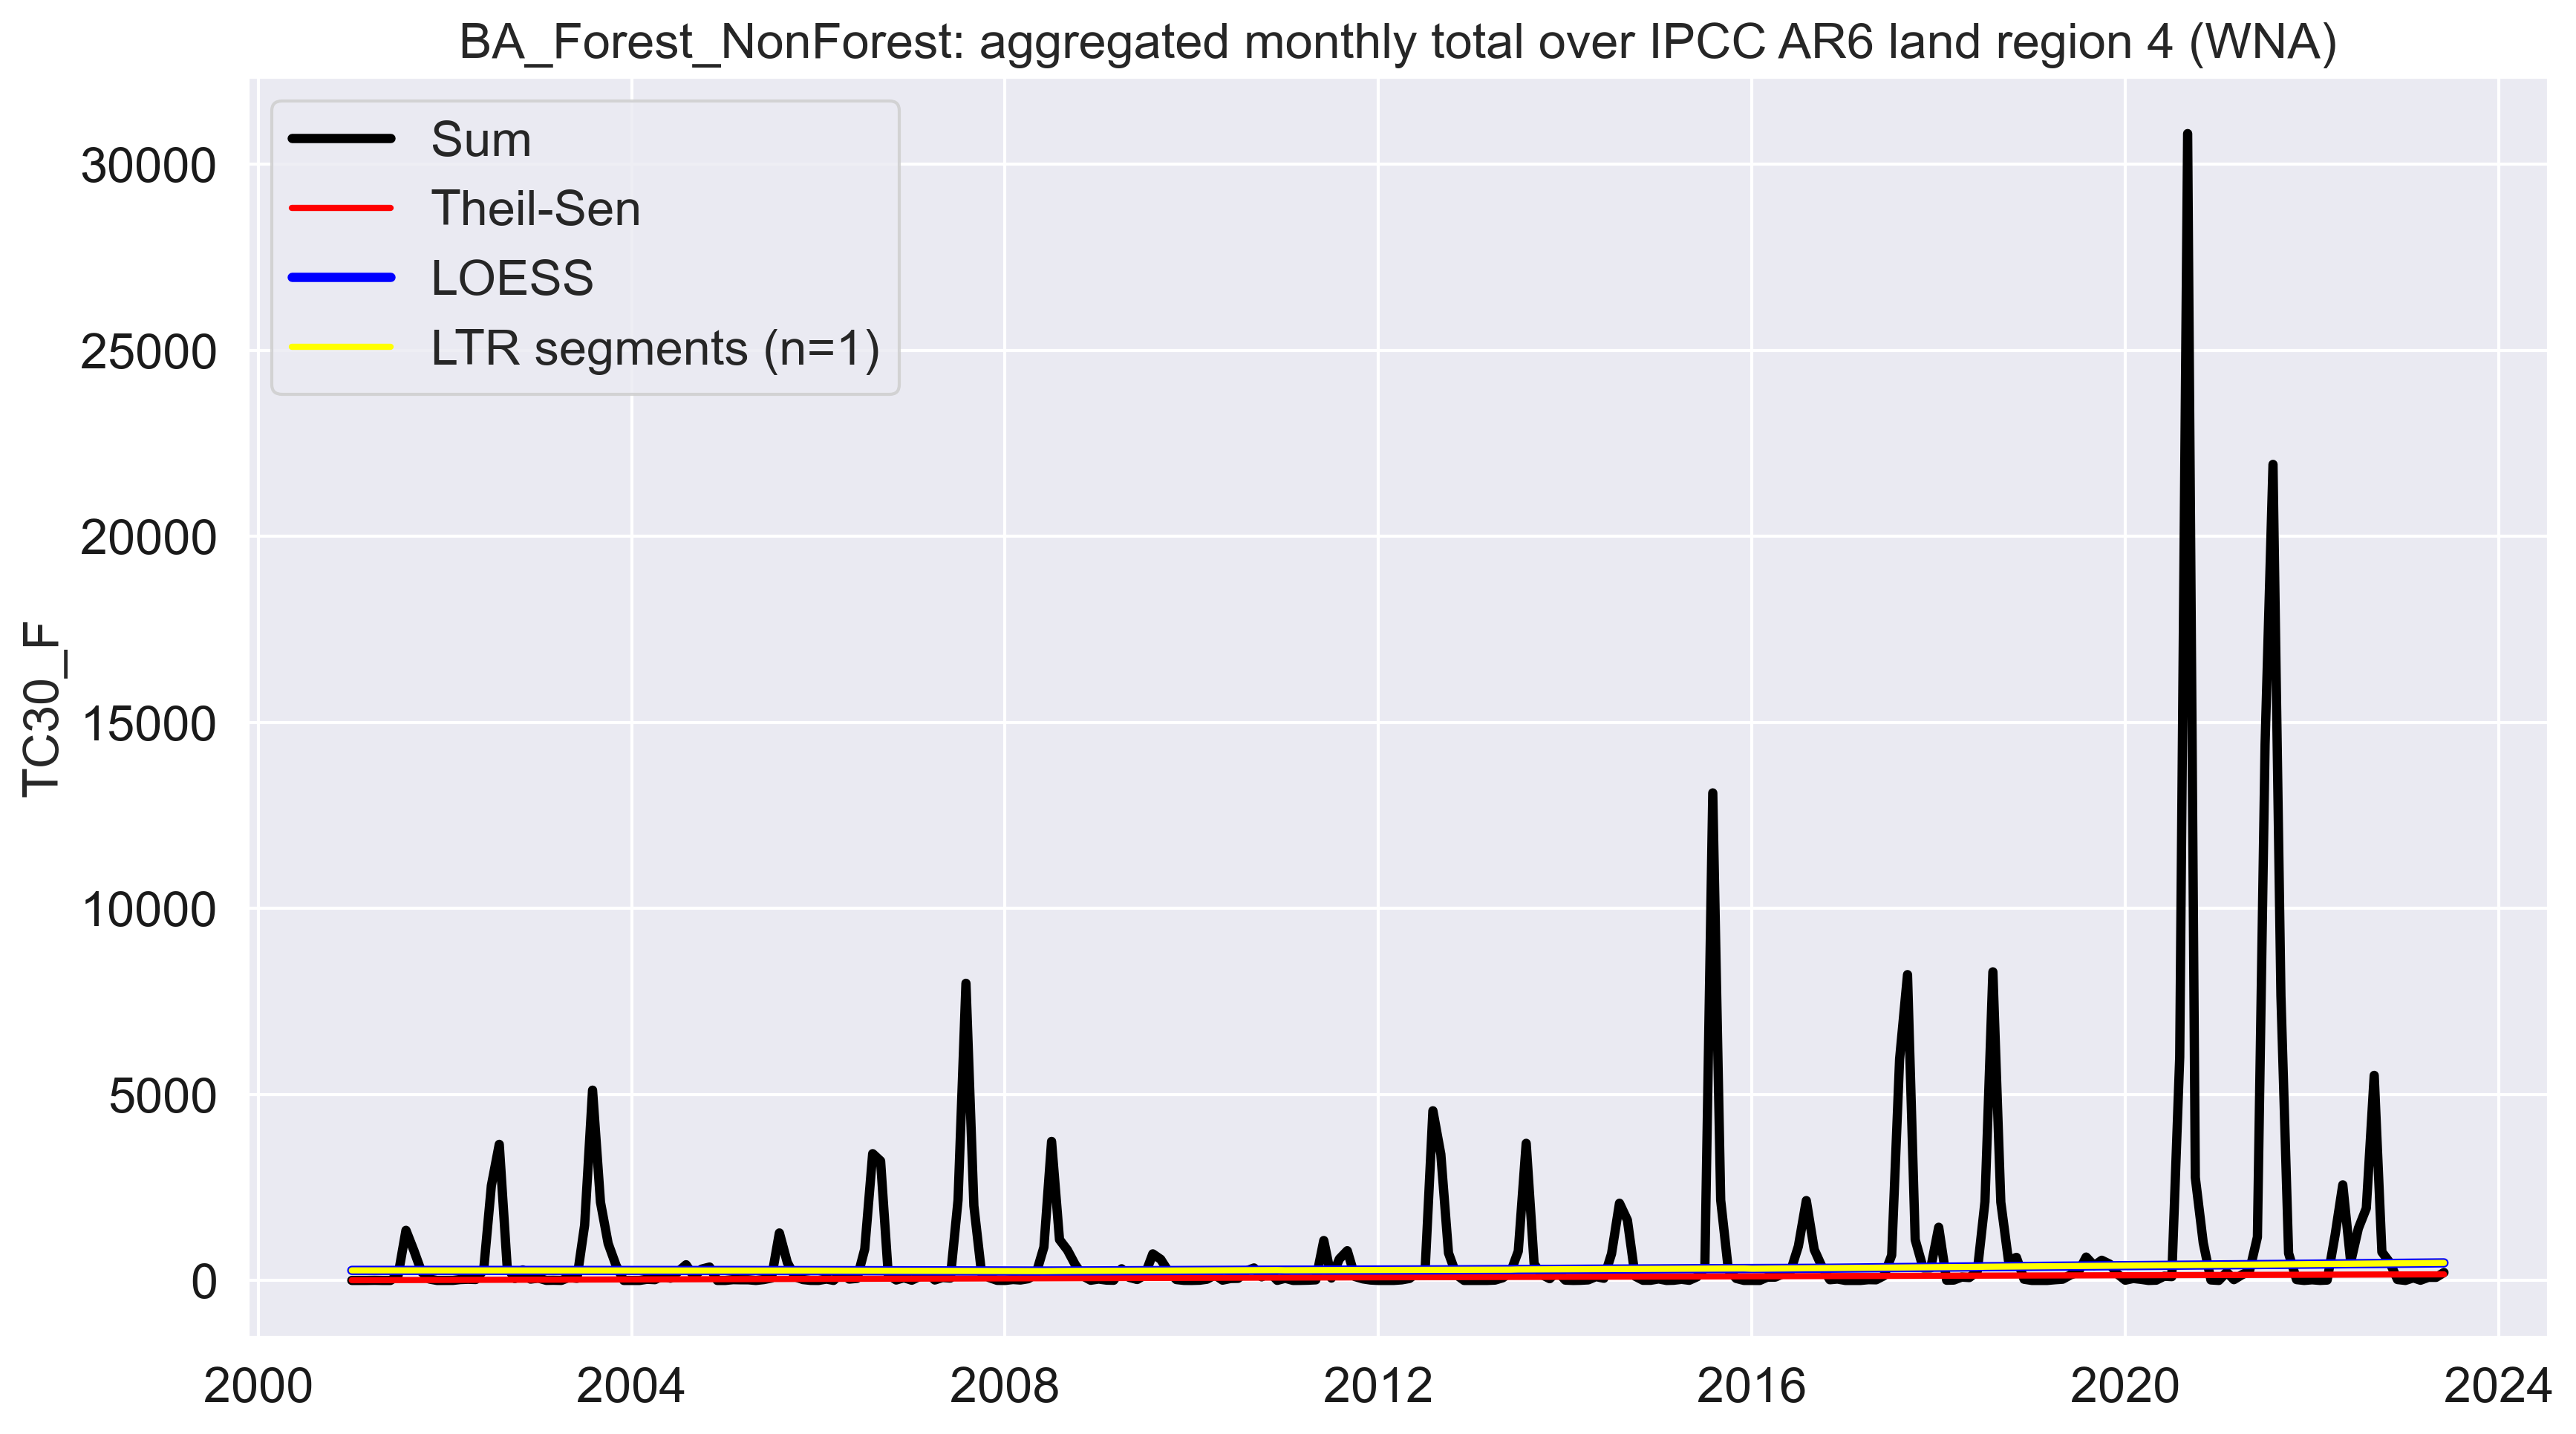 BA_Forest_NonForest: aggregated monthly total over IPCC AR6 land region 4 (WNA)
Sum
Theil-Sen
LOESS
LTR segments (n=1)
TC30_F
30000
25000
20000
15000
10000
5000
0
2000 2004 2008 2012 2016 2020 2024